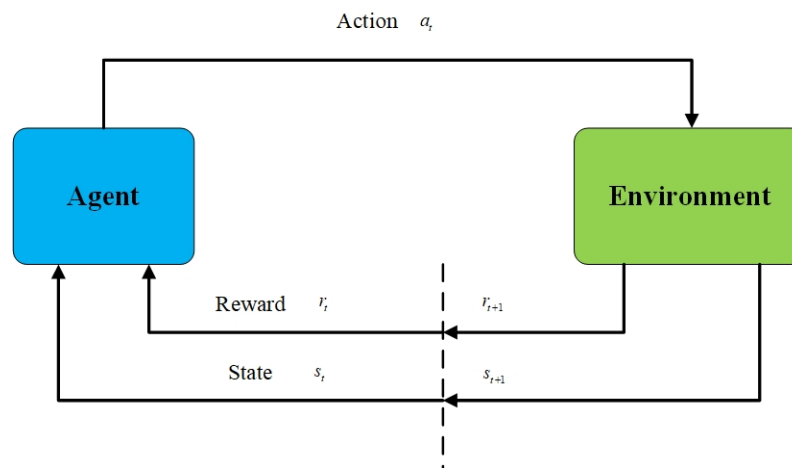 Action a_t
Agent
Environment
Reward r_t r_{t+1}
State s_t s_{t+1}